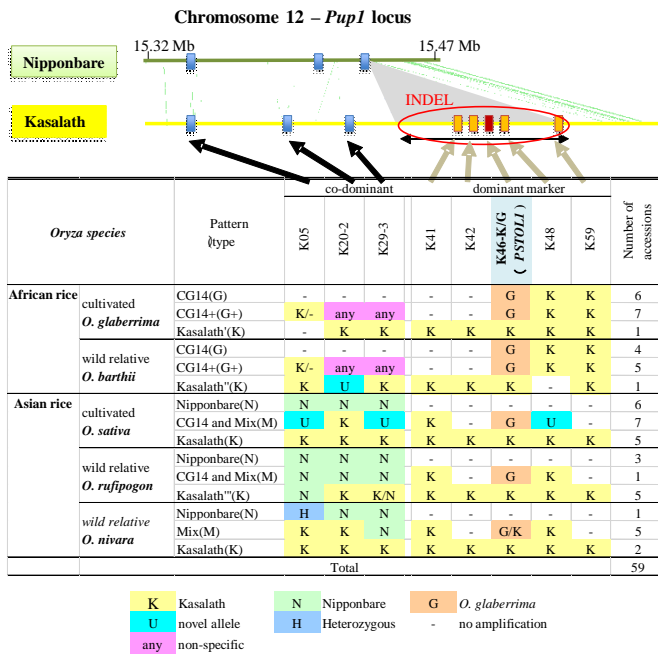 Chromosome 12 – Pup1 locus
15.32 Mb 15.47 Mb
Nipponbare
INDEL
Kasalath
co-dominant dominant marker
Oryza species Pattern /type K05 K20-2 K29-3 K41 K42 K46-K/G ( PSTOL1 ) K48 K59 Number of accessions
African rice cultivated O. glaberrima CG14(G) - - - - - G K K 6
CG14+(G+) K/- any any - - G K K 7
Kasalath'(K) - K K K K K K K 1
wild relative O. barthii CG14(G) - - - - - G K K 4
CG14+(G+) K/- any any - - G K K 5
Kasalath''(K) K U K K K K - K 1
Asian rice cultivated O. sativa Nipponbare(N) N N N - - - - - 6
CG14 and Mix(M) U K U K - G U - 7
Kasalath(K) K K K K K K K K 5
wild relative O. rufipogon Nipponbare(N) N N N - - - - - 3
CG14 and Mix(M) N N N K - G K - 1
Kasalath'''(K) N K K/N K K K K K 5
wild relative O. nivara Nipponbare(N) H N N - - - - - 1
Mix(M) K K N K - G/K K - 5
Kasalath(K) K K K K K K K K 2
Total 59
K Kasalath N Nipponbare G O. glaberrima
U novel allele H Heterozygous - no amplification
any non-specific